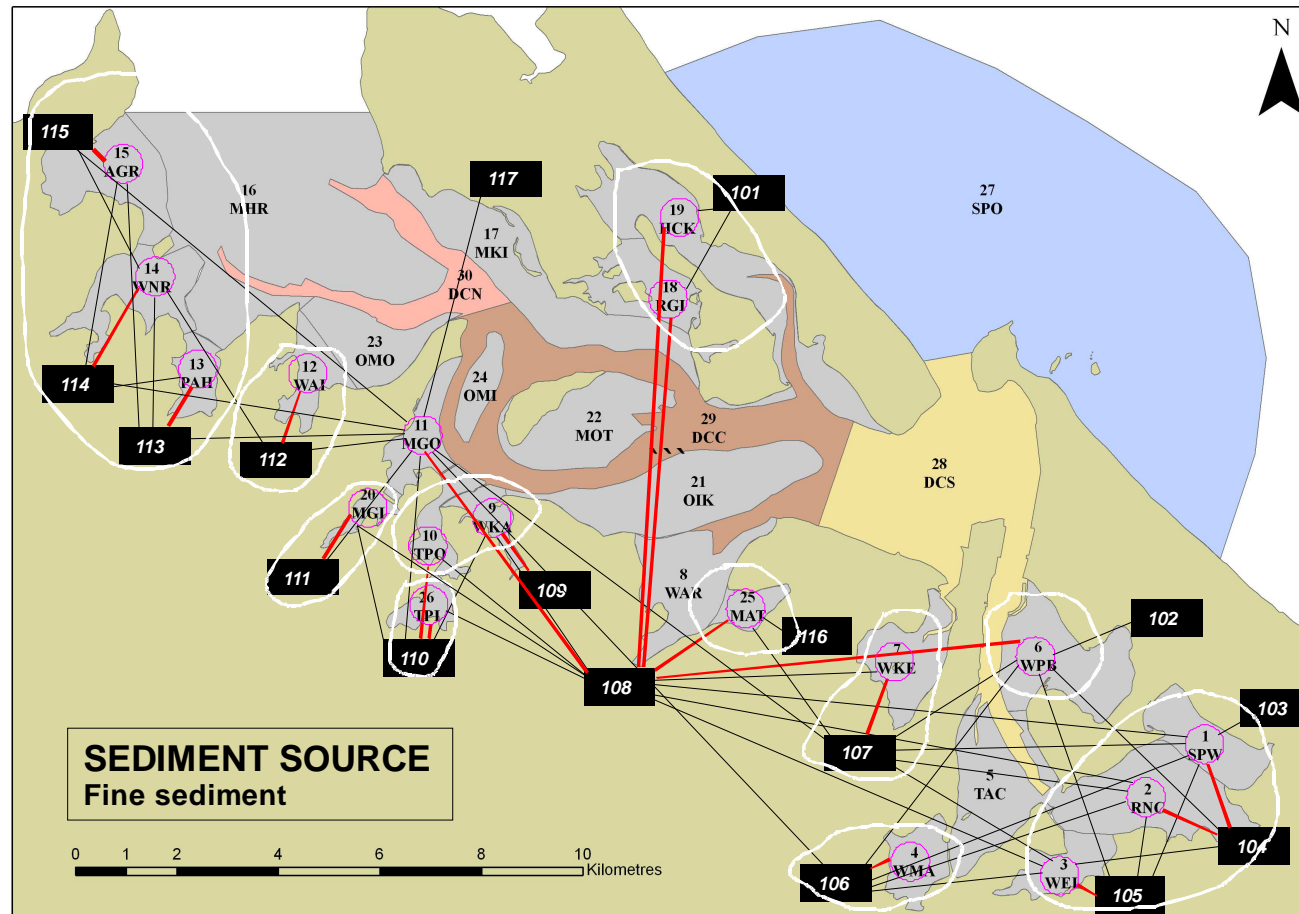 N
115
15
AGR
117
101
16
MHR
27
SPO
19
HCK
17
MKI
14
WNR
30
DCN
18
RGI
23
OMO
13
PAH
12
WAI
114
24
OMI
22
MOT
29
DCC
11
MGO
113
112
28
DCS
21
OIK
20
MGI
9
WKA
10
TPO
111
109
8
WAR
25
MAT
26
TPI
102
116
110
7
WKE
6
WPB
108
103
1
SPW
107
SEDIMENT SOURCE
Fine sediment
5
TAC
2
RNC
104
4
WMA
3
WEI
106
105
0 1 2 4 6 8 10
Kilometres